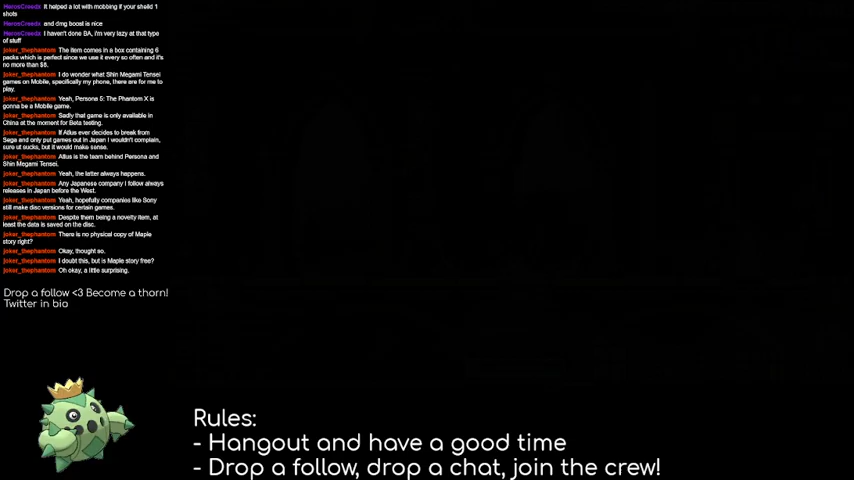 HerosCreedx It helped a lot with mobbing if your sheild 1
shots
HerosCreedx and dmg boost is nice
HerosCreedx I haven't done BA, i'm very lazy at that type
of stuff
joker_thephantom The item comes in a box containing 6
packs which is perfect since we use it every so often and it's
no more than $8.
joker_thephantom I do wonder what Shin Megami Tensei
games on Mobile, specifically my phone, there are for me to
play.
joker_thephantom Yeah, Persona 5: The Phantom X is
gonna be a Mobile game.
joker_thephantom Sadly that game is only available in
China at the moment for Beta testing.
joker_thephantom If Atlus ever decides to break from
Sega and only put games out in Japan I wouldn't complain,
sure ut sucks, but it would make sense.
joker_thephantom Atlus is the team behind Persona and
Shin Megami Tensei.
joker_thephantom Yeah, the latter always happens.
joker_thephantom Any Japanese company I follow always
releases in Japan before the West.
joker_thephantom Yeah, hopefully companies like Sony
still make disc versions for certain games.
joker_thephantom Despite them being a novelty item, at
least the data is saved on the disc.
joker_thephantom There is no physical copy of Maple
story right?
joker_thephantom Okay, thought so.
joker_thephantom I doubt this, but is Maple story free?
joker_thephantom Oh okay, a little surprising.
Drop a follow <3 Become a thorn!
Twitter in bio
Rules:
- Hangout and have a good time
- Drop a follow, drop a chat, join the crew!